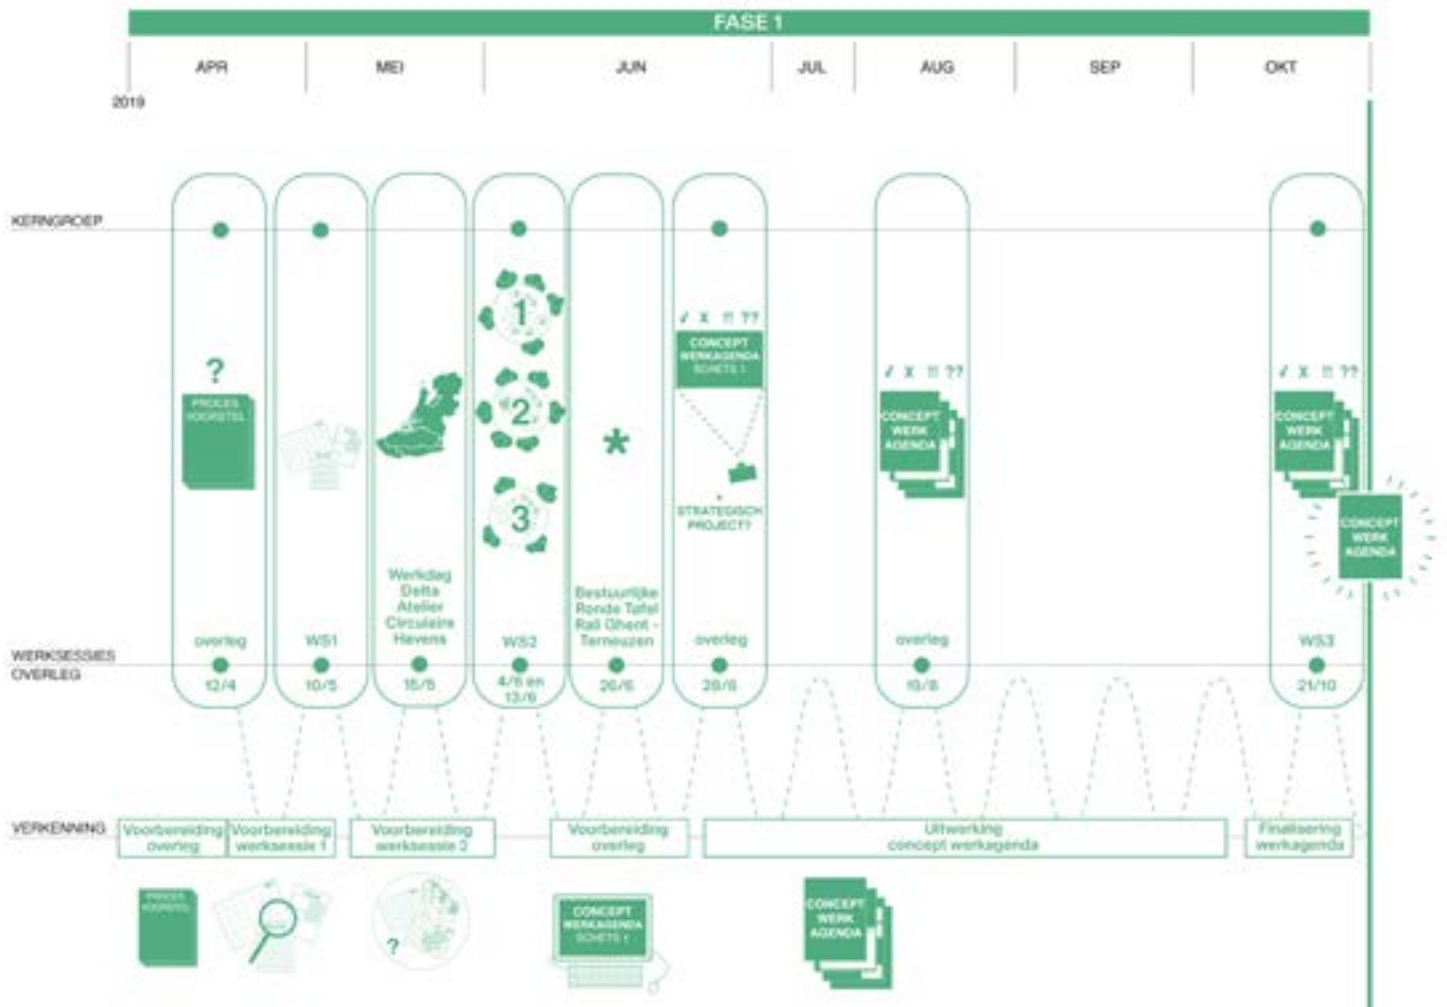 FASE 1
APR
MEI
JUN
JUL
AUG
SEP
OKT
2019
KERNGROEP
?
PROCES
VOORSTEL
1
2
3
*
✓ X !! ??
CONCEPT
WERKAGENDA
SCHETS 1
STRATEGISCH
PROJECT?
✓ X !! ??
CONCEPT
WERK
AGENDA
✓ X !! ??
CONCEPT
WERK
AGENDA
CONCEPT
WERK
AGENDA
WERKSESSIES
OVERLEG
overleg
12/4
WS1
10/5
Werkdag
Delta
Atelier
Circulaire
Havens
WS2
4/6 en
13/6
Bestuurlijke
Ronde Tafel
Rail Ghent -
Terneuzen
26/6
overleg
28/6
overleg
19/8
WS3
21/10
VERKENNING
Voorbereiding
overleg
Voorbereiding
werksessie 1
Voorbereiding
werksessie 2
Voorbereiding
overleg
Uitwerking
concept werkagenda
Finalisering
werkagenda
PROCES
VOORSTEL
?
CONCEPT
WERKAGENDA
SCHETS 1
CONCEPT
WERK
AGENDA